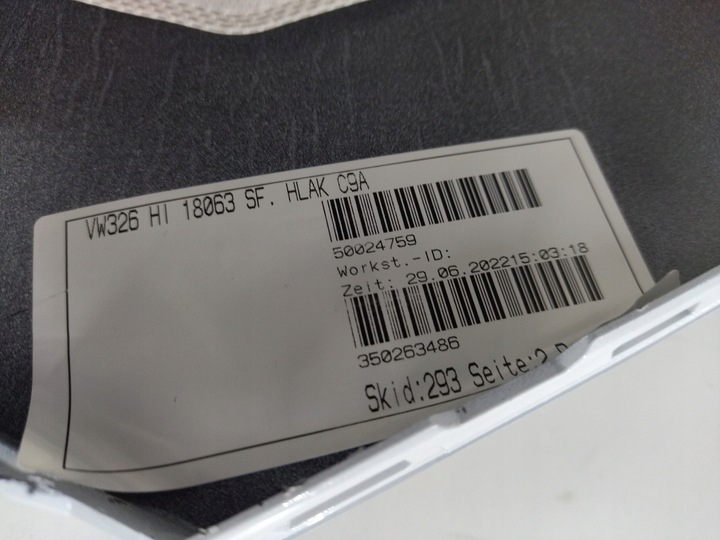 VW326 HI 18063 SF. HLAK C9A
50024759
Workst.-ID:
Zeit: 29.06.202215:03:18
350263486
Skid:293 Seite:2